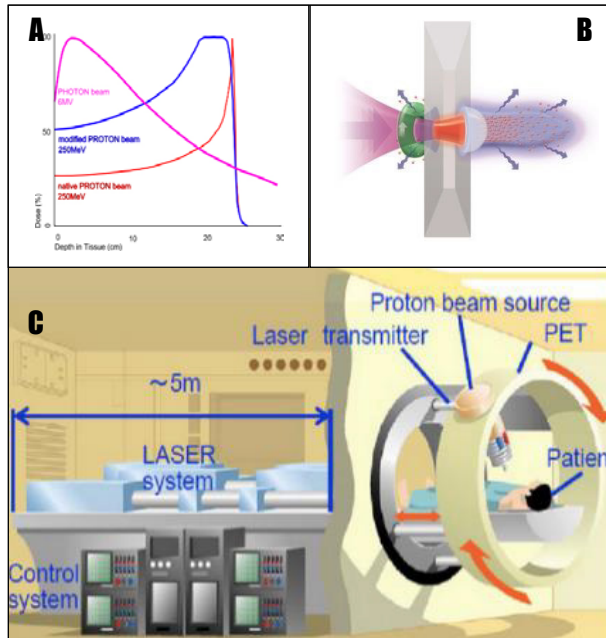 A
PHOTON beam
6MV
modified PROTON beam
250MeV
native PROTON beam
250MeV
50
0
Dose (%)
0
10
20
30
Depth in Tissue (cm)
B
C
Proton beam source
Laser transmitter
PET
~5m
LASER
system
Patien
Control
system